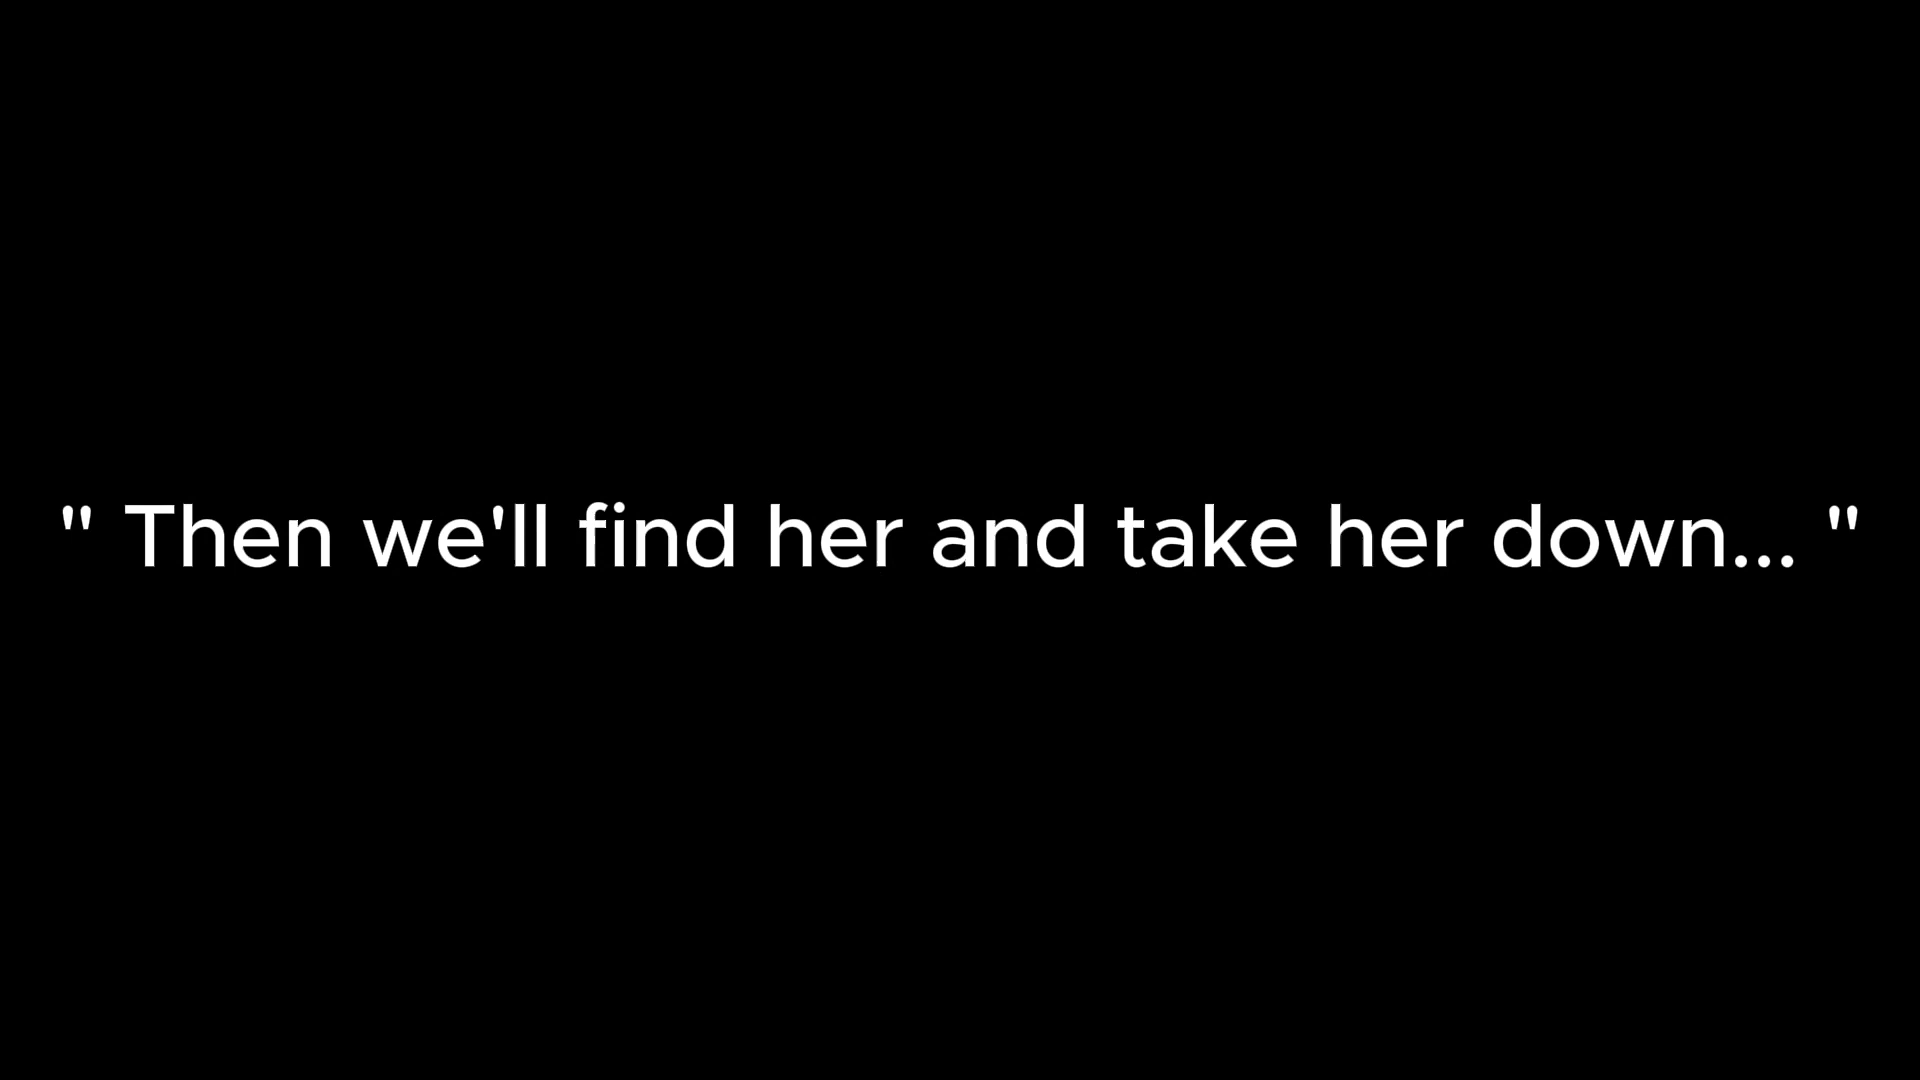 " Then we'll find her and take her down... "